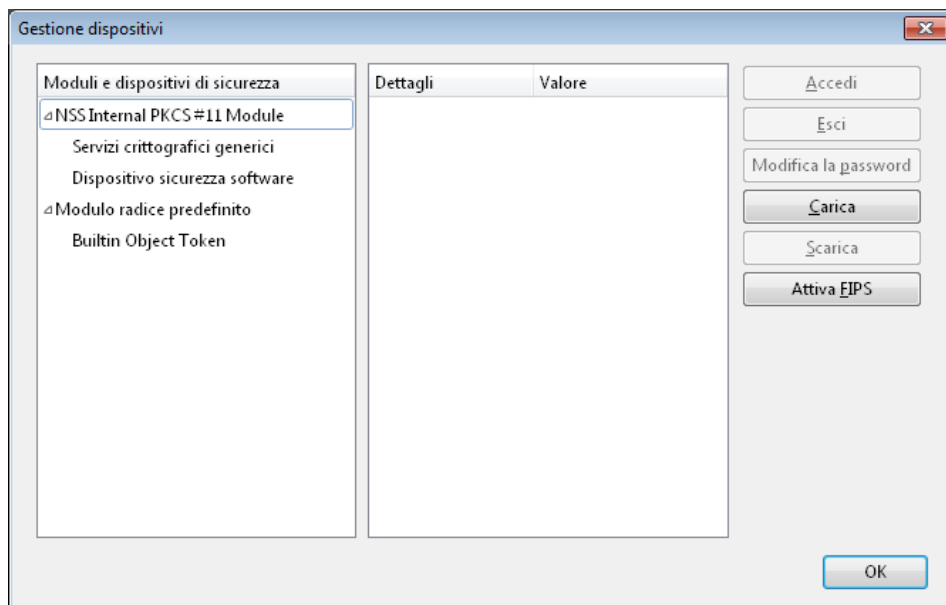 Gestione dispositivi
Moduli e dispositivi di sicurezza
NSS Internal PKCS #11 Module
Servizi crittografici generici
Dispositivo sicurezza software
Modulo radice predefinito
Builtin Object Token
Dettagli Valore
Accedi
Esci
Modifica la password
Carica
Scarica
Attiva FIPS
OK